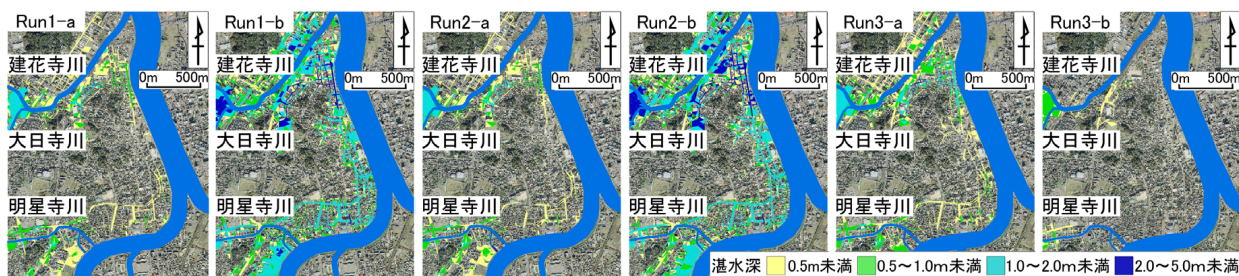 Run1-a
建花寺川
0m 500m
大日寺川
明星寺川
Run1-b
建花寺川
0m 500m
大日寺川
明星寺川
Run2-a
建花寺川
0m 500m
大日寺川
明星寺川
Run2-b
建花寺川
0m 500m
大日寺川
明星寺川
Run3-a
建花寺川
0m 500m
大日寺川
明星寺川
Run3-b
建花寺川
0m 500m
大日寺川
明星寺川
湛水深 0.5m未満 0.5～1.0m未満 1.0～2.0m未満 2.0～5.0m未満